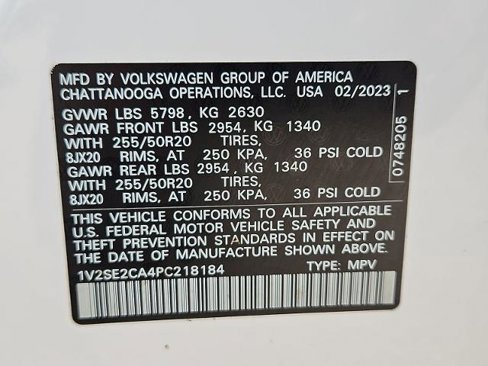 MFD BY VOLKSWAGEN GROUP OF AMERICA
CHATTANOOGA OPERATIONS, LLC. USA 02/2023
GVWR LBS 5798, KG 2630
GAWR FRONT LBS 2954, KG 1340
WITH 255/50R20 TIRES,
8JX20 RIMS, AT 250 KPA, 36 PSI COLD
GAWR REAR LBS 2954, KG 1340
WITH 255/50R20 TIRES,
8JX20 RIMS, AT 250 KPA, 36 PSI COLD
THIS VEHICLE CONFORMS TO ALL APPLICABLE
U.S. FEDERAL MOTOR VEHICLE SAFETY AND
THEFT PREVENTION STANDARDS IN EFFECT ON
THE DATE OF MANUFACTURE SHOWN ABOVE.
1V2SE2CA4PC218184 TYPE: MPV
0748205 1